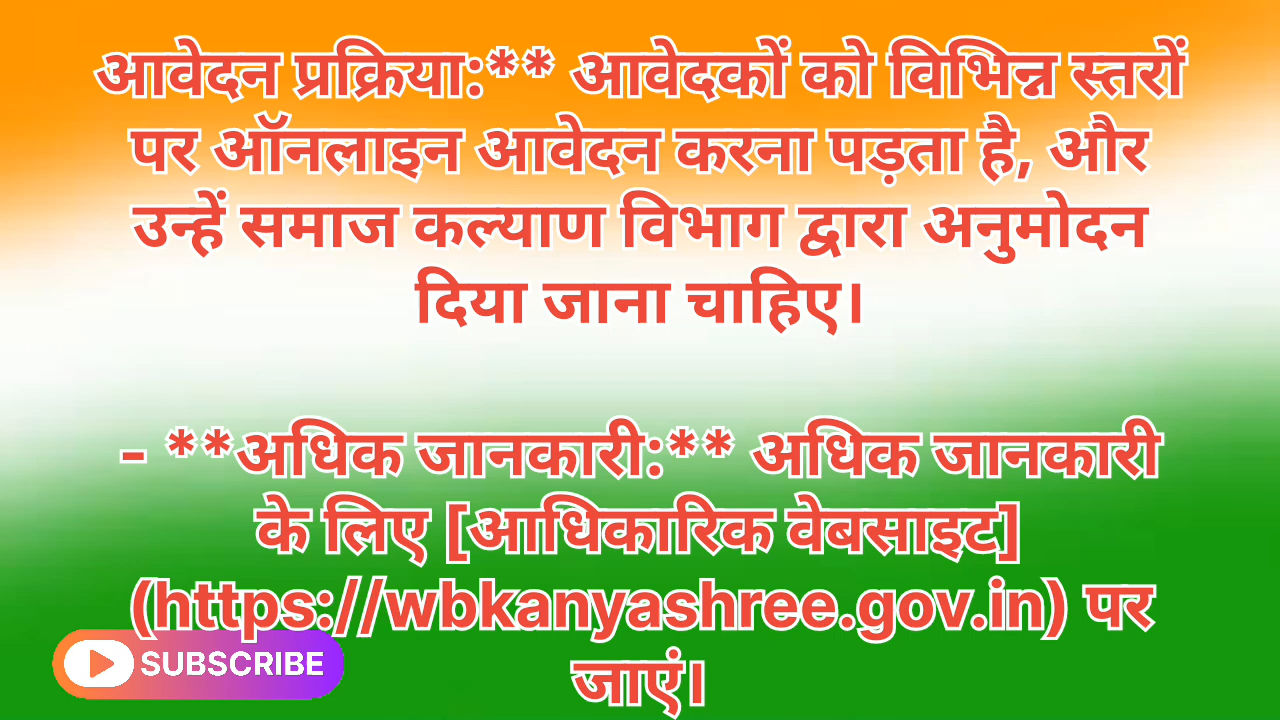 आवेदन प्रक्रिया:** आवेदकों को विभिन्न स्तरों
पर ऑनलाइन आवेदन करना पड़ता है, और
उन्हें समाज कल्याण विभाग द्वारा अनुमोदन
दिया जाना चाहिए।
- **अधिक जानकारी:** अधिक जानकारी
के लिए [आधिकारिक वेबसाइट]
(https://wbkanyashree.gov.in) पर
जाएं।
SUBSCRIBE